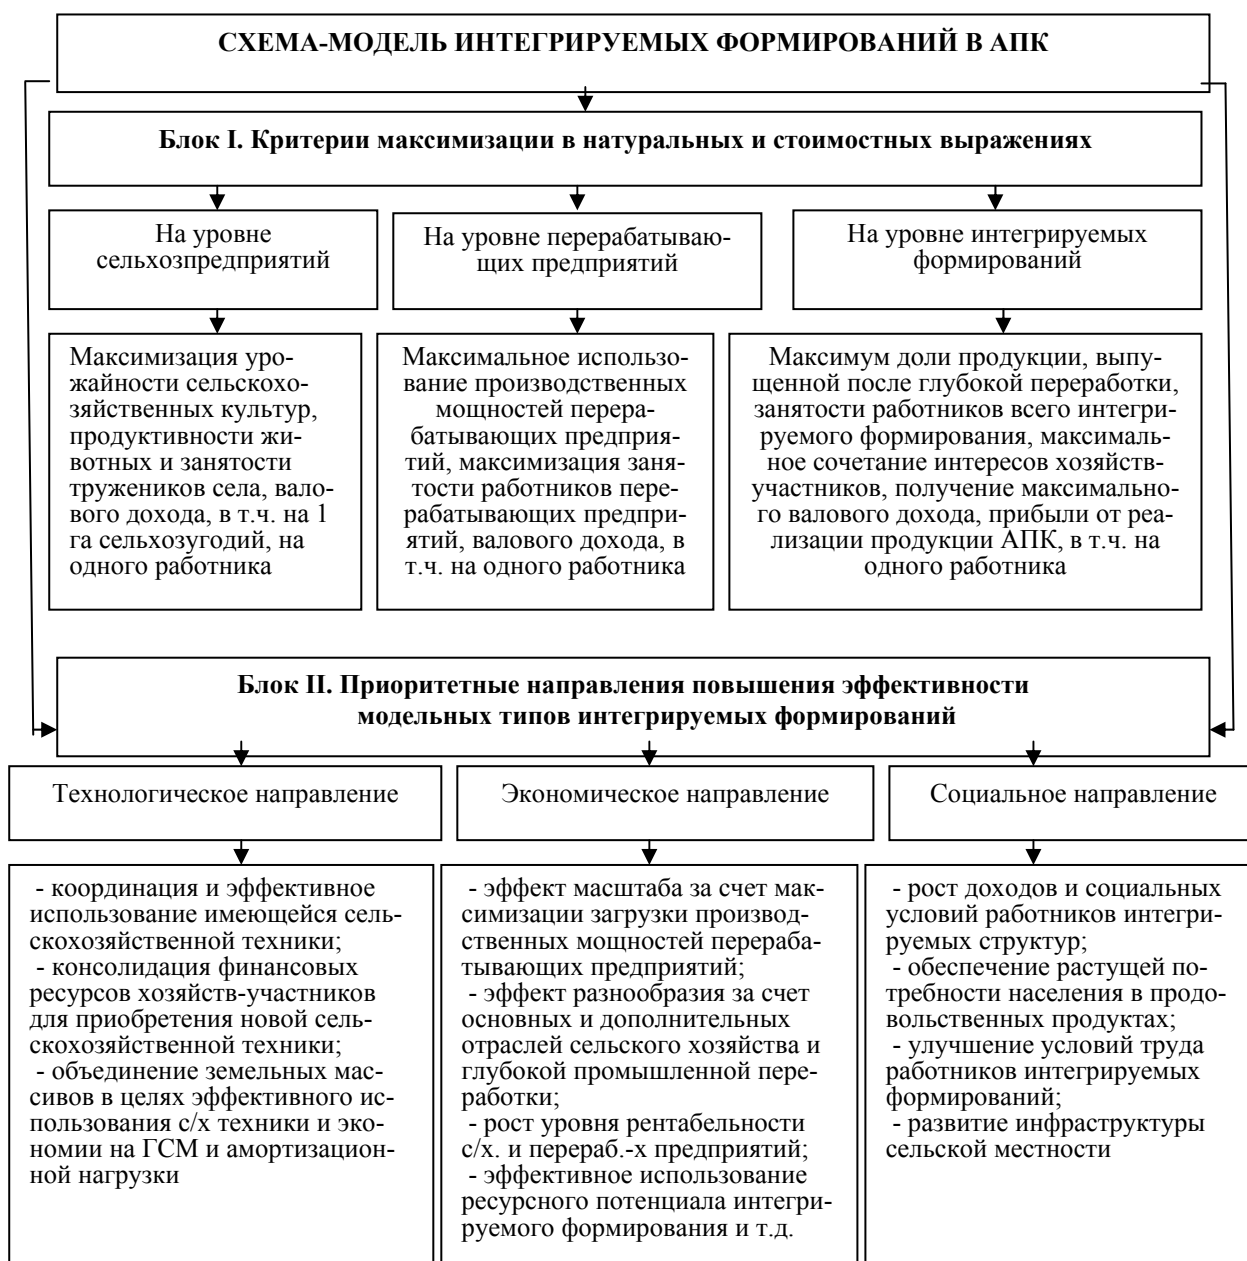 СХЕМА-МОДЕЛЬ ИНТЕГРИРУЕМЫХ ФОРМИРОВАНИЙ В АПК
Блок I. Критерии максимизации в натуральных и стоимостных выражениях
На уровне
сельхозпредприятий
На уровне перерабатываю-
щих предприятий
На уровне интегрируемых
формирований
Максимизация уро-
жайности сельскохо-
зяйственных культур,
продуктивности жи-
вотных и занятости
тружеников села, вало-
вого дохода, в т.ч. на 1
га сельхозугодий, на
одного работника
Максимальное использо-
вание производственных
мощностей перера-
батывающих предприя-
тий, максимизация заня-
тости работников пере-
рабатывающих предпри-
ятий, валового дохода, в
т.ч. на одного работника
Максимум доли продукции, выпу-
щенной после глубокой переработки,
занятости работников всего интегри-
руемого формирования, максималь-
ное сочетание интересов хозяйств-
участников, получение максимально-
го валового дохода, прибыли от реа-
лизации продукции АПК, в т.ч. на
одного работника
Блок II. Приоритетные направления повышения эффективности
модельных типов интегрируемых формирований
Технологическое направление
Экономическое направление
Социальное направление
- координация и эффективное
использование имеющейся сель-
скохозяйственной техники;
- консолидация финансовых
ресурсов хозяйств-участников
для приобретения новой сель-
скохозяйственной техники;
- объединение земельных мас-
сивов в целях эффективного ис-
пользования с/х техники и эко-
номии на ГСМ и амортизацион-
ной нагрузки
- эффект масштаба за счет мак-
симизации загрузки производ-
ственных мощностей перераба-
тывающих предприятий;
- эффект разнообразия за счет
основных и дополнительных
отраслей сельского хозяйства и
глубокой промышленной пере-
работки;
- рост уровня рентабельности
с/х. и перераб.-х предприятий;
- эффективное использование
ресурсного потенциала интегри-
руемого формирования и т.д.
- рост доходов и социальных
условий работников интегри-
руемых структур;
- обеспечение растущей по-
требности населения в продо-
вольственных продуктах;
- улучшение условий труда
работников интегрируемых
формирований;
- развитие инфраструктуры
сельской местности